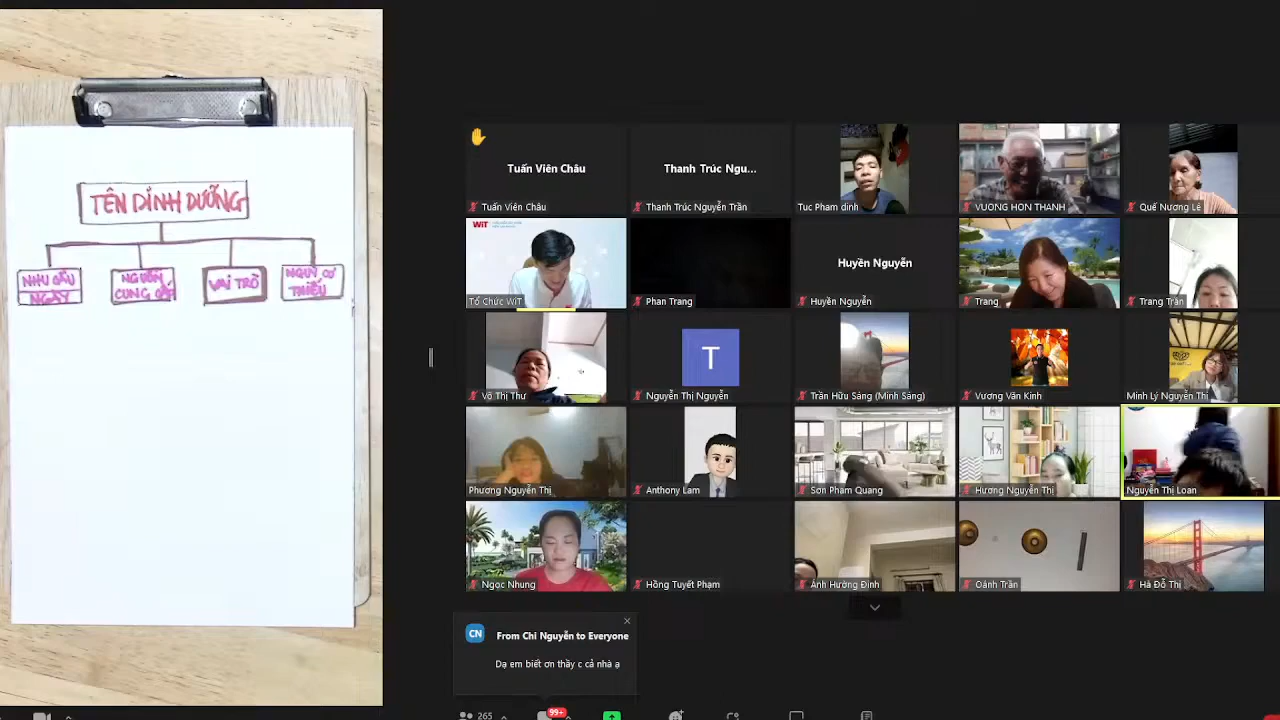 TÊN DINH DƯỠNG
NHU CẦU
NGÀY
NGUỒN
CUNG CẤP
VAI TRÒ
NGUY CƠ
THIẾU
Tuấn Viên Châu
Tuấn Viên Châu
Thanh Trúc Ngu...
Thanh Trúc Nguyễn Trần
Tuc Pham dinh
VUONG HON THANH
Quế Nương Lê
WiT
Tổ Chức WiT
Phan Trang
Huyền Nguyễn
Huyền Nguyễn
Trang
Trang Trần
Võ Thị Thư
T
Nguyễn Thị Nguyện
Trần Hữu Sáng (Minh Sáng)
Vương Văn Kinh
Minh Lý Nguyễn Thị
Phương Nguyễn Thị
Anthony Lam
Sơn Phạm Quang
Hương Nguyễn Thị
Nguyễn Thị Loan
Ngọc Nhung
Hồng Tuyết Phạm
Ánh Hường Định
Oánh Trần
Hà Đỗ Thị
CN
From Chi Nguyễn to Everyone
Dạ em biết ơn thầy c cả nhà ạ
265
99+